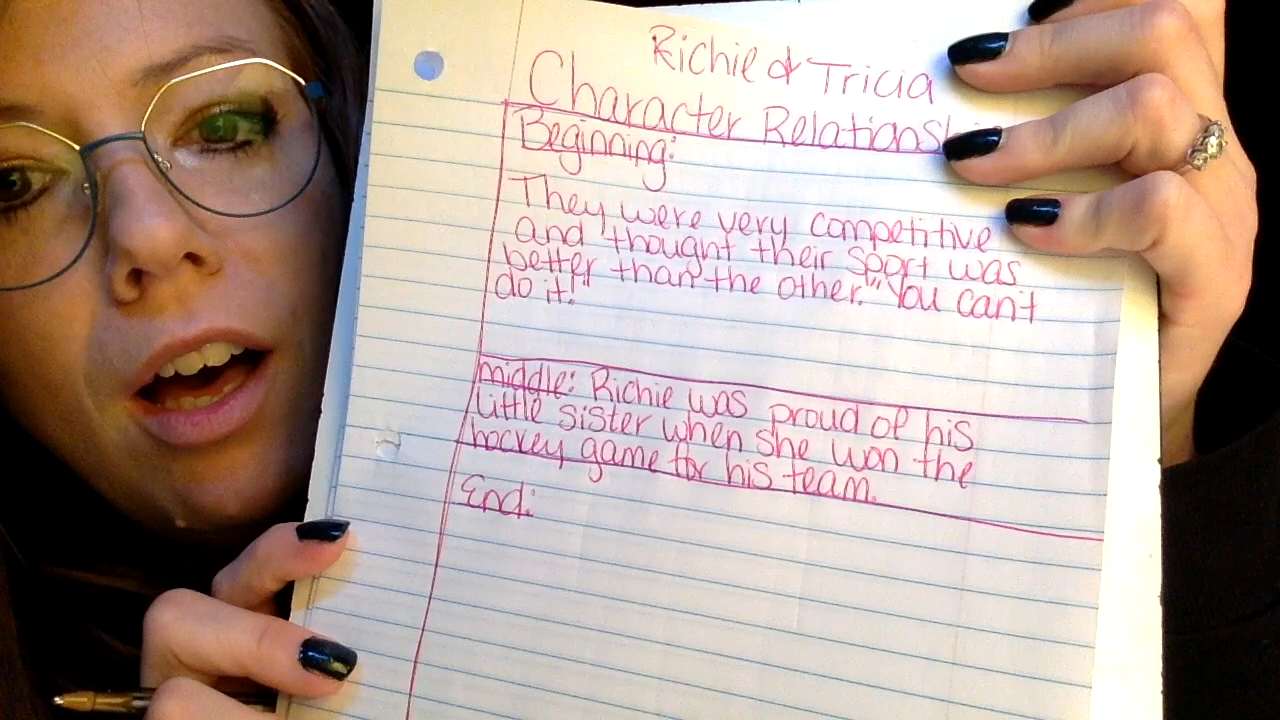 Richie & Tricia
Character Relations
Beginning:
They were very competitive
and thought their sport was
better than the other. "You can't
do it!"
middle: Richie was proud of his
little sister when she won the
hockey game for his team.
End: